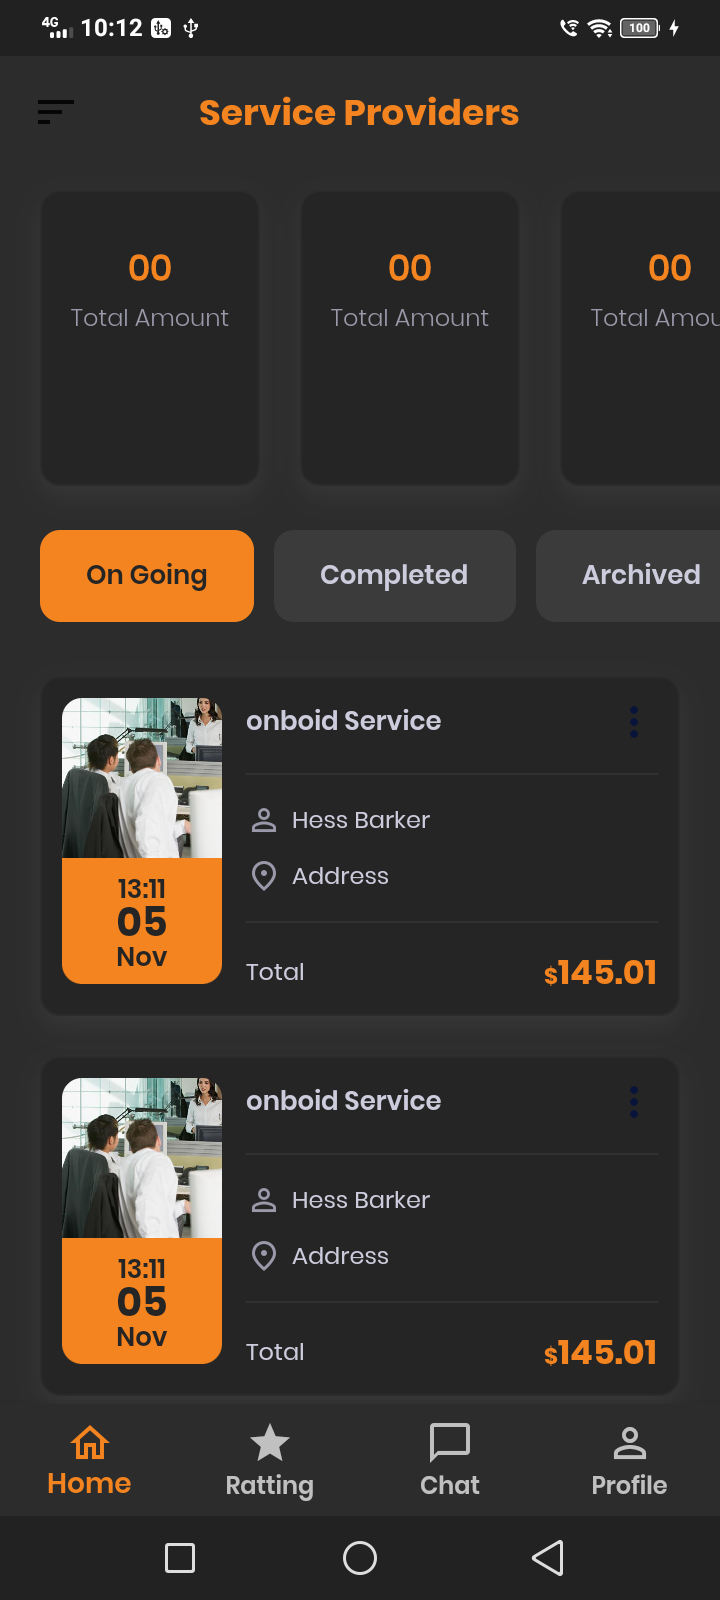 4G 10:12 100
Service Providers
00 00 00
Total Amount Total Amount Total Amou
On Going Completed Archived
onboid Service
Hess Barker
Address
13:11
05
Nov
Total $145.01
onboid Service
Hess Barker
Address
13:11
05
Nov
Total $145.01
Home Ratting Chat Profile